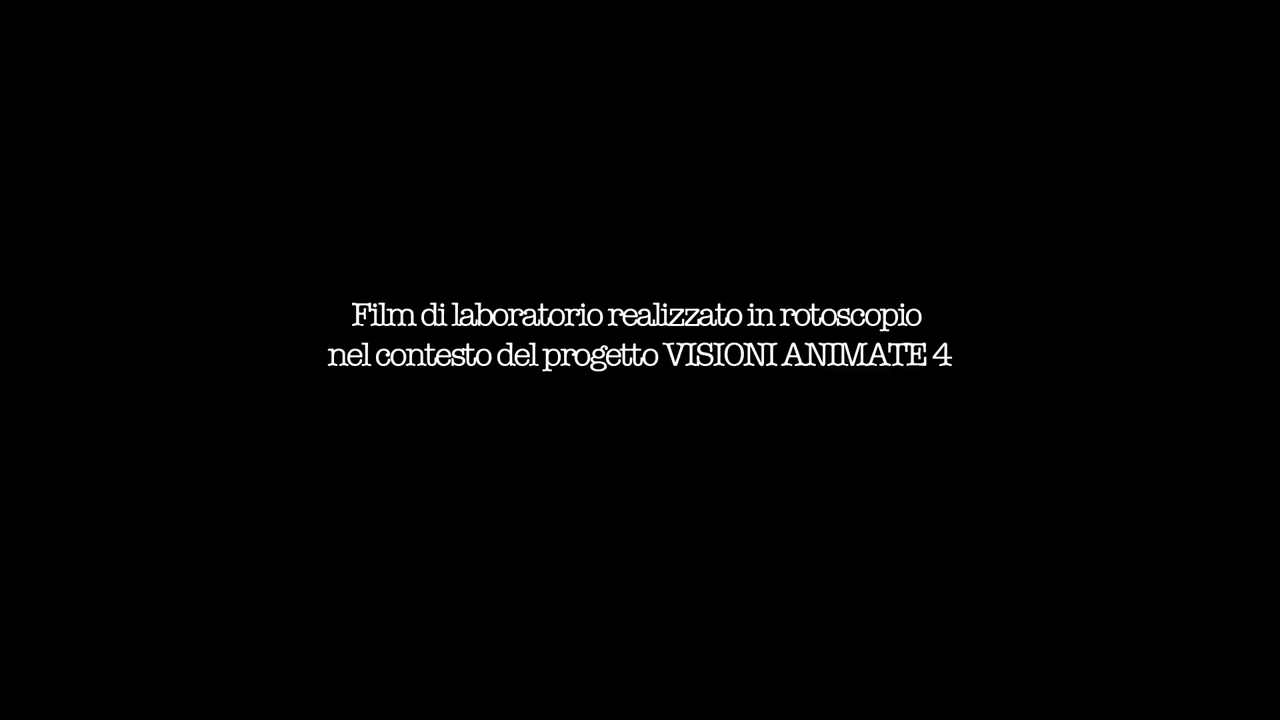 Film di laboratorio realizzato in rotoscopio
nel contesto del progetto VISIONI ANIMATE 4